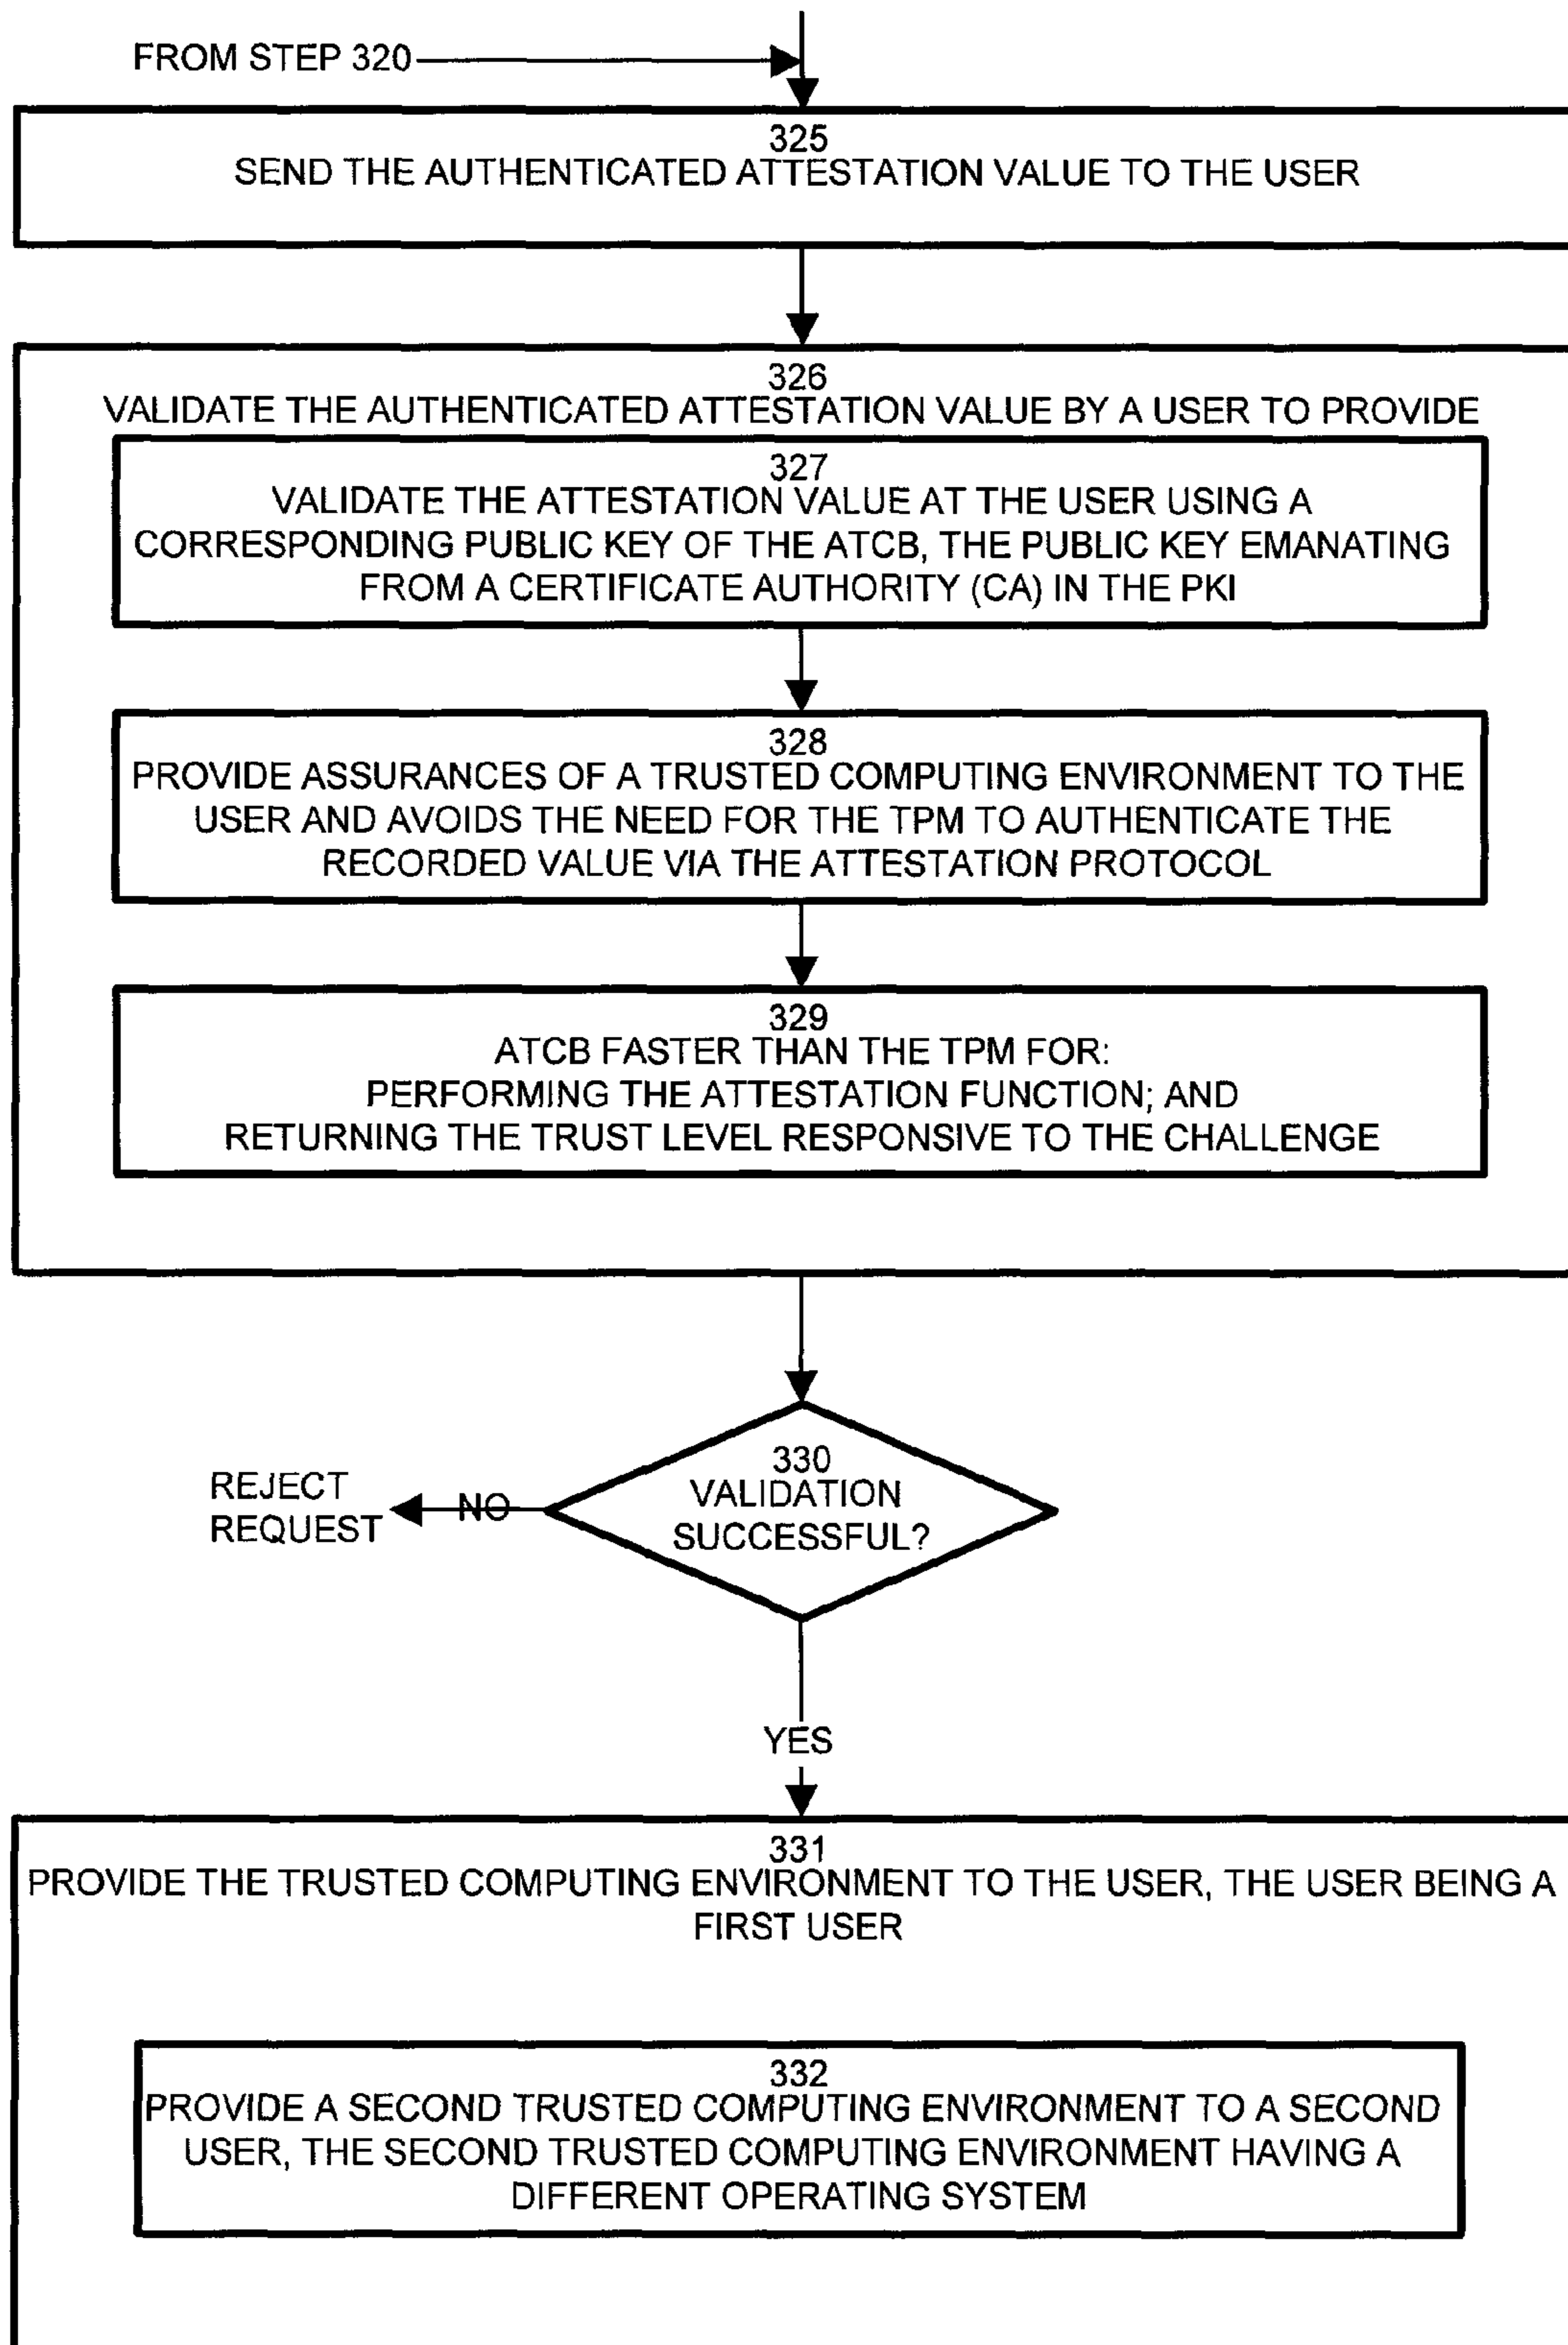 FROM STEP 320
325
SEND THE AUTHENTICATED ATTESTATION VALUE TO THE USER
326
VALIDATE THE AUTHENTICATED ATTESTATION VALUE BY A USER TO PROVIDE
327
VALIDATE THE ATTESTATION VALUE AT THE USER USING A
CORRESPONDING PUBLIC KEY OF THE ATCB, THE PUBLIC KEY EMANATING
FROM A CERTIFICATE AUTHORITY (CA) IN THE PKI
328
PROVIDE ASSURANCES OF A TRUSTED COMPUTING ENVIRONMENT TO THE
USER AND AVOIDS THE NEED FOR THE TPM TO AUTHENTICATE THE
RECORDED VALUE VIA THE ATTESTATION PROTOCOL
329
ATCB FASTER THAN THE TPM FOR:
PERFORMING THE ATTESTATION FUNCTION; AND
RETURNING THE TRUST LEVEL RESPONSIVE TO THE CHALLENGE
330
VALIDATION
SUCCESSFUL?
NO
REJECT
REQUEST
YES
331
PROVIDE THE TRUSTED COMPUTING ENVIRONMENT TO THE USER, THE USER BEING A
FIRST USER
332
PROVIDE A SECOND TRUSTED COMPUTING ENVIRONMENT TO A SECOND
USER, THE SECOND TRUSTED COMPUTING ENVIRONMENT HAVING A
DIFFERENT OPERATING SYSTEM